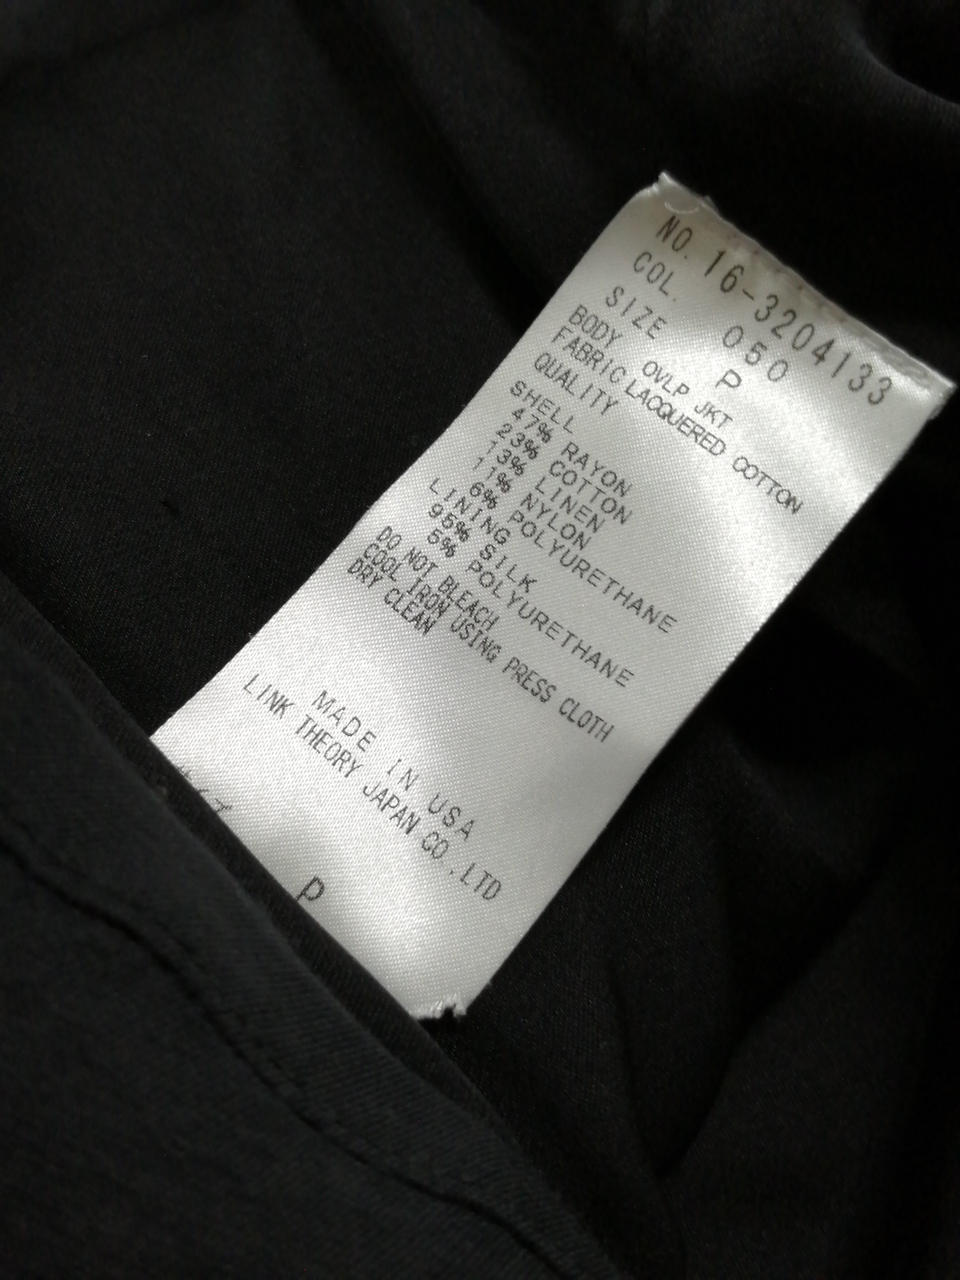 NO. 16-3204133
COL. 050
SIZE P
BODY OVLP JKT
FABRIC LACQUERED COTTON
QUALITY
SHELL
47% RAYON
23% COTTON
13% LINEN
11% NYLON
6% POLYURETHANE
LINING
95% SILK
5% POLYURETHANE
DO NOT BLEACH
COOL IRON USING PRESS CLOTH
DRY CLEAN
MADE IN USA
LINK THEORY JAPAN CO.,LTD
P